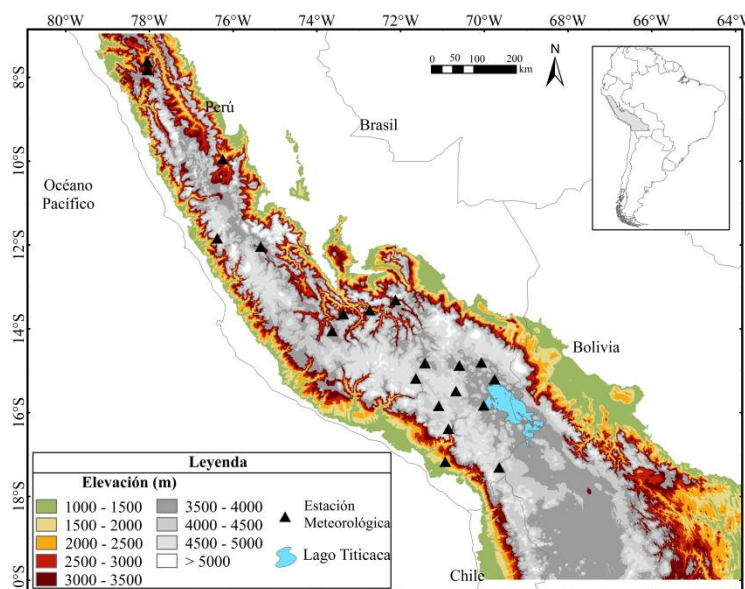 80°W 78°W 76°W 74°W 72°W 70°W 68°W 66°W 64°W
8°S
10°S
12°S
14°S
16°S
18°S
0°S
0 50 100 200
km
N
Perú
Brasil
Océano
Pacífico
Bolivia
Chile
Leyenda
Elevación (m)
1000 - 1500
1500 - 2000
2000 - 2500
2500 - 3000
3000 - 3500
3500 - 4000
4000 - 4500
4500 - 5000
> 5000
Estación
Meteorológica
Lago Titicaca